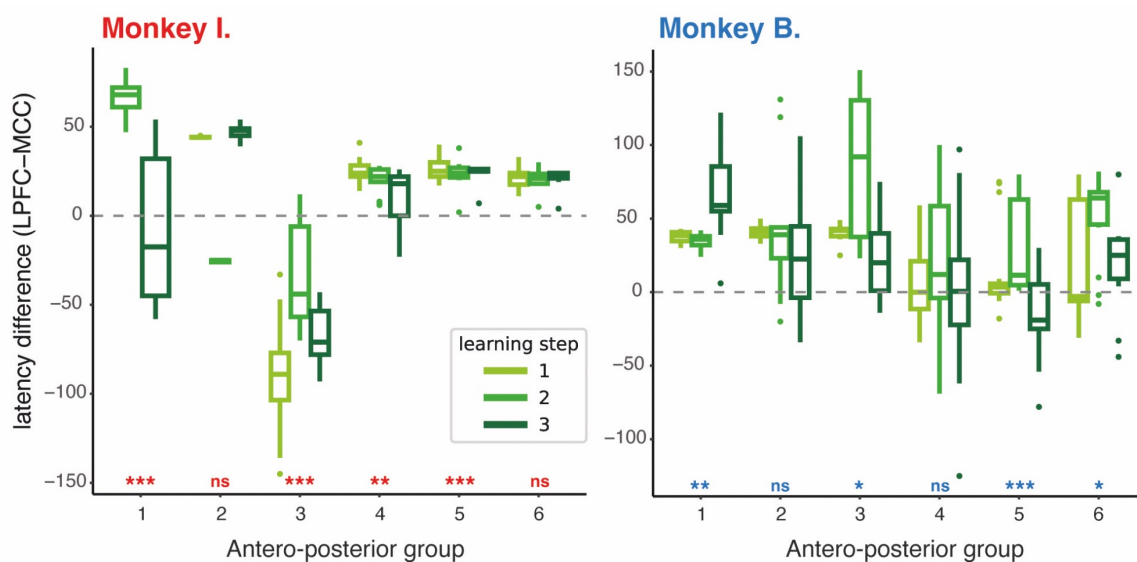 Monkey I.
Monkey B.
latency difference (LPFC–MCC)
50
0
−50
−100
−150
learning step
1
2
3
*** ns *** ** *** ns
1 2 3 4 5 6
Antero-posterior group
150
100
50
0
−50
−100
** ns * ns *** *
1 2 3 4 5 6
Antero-posterior group